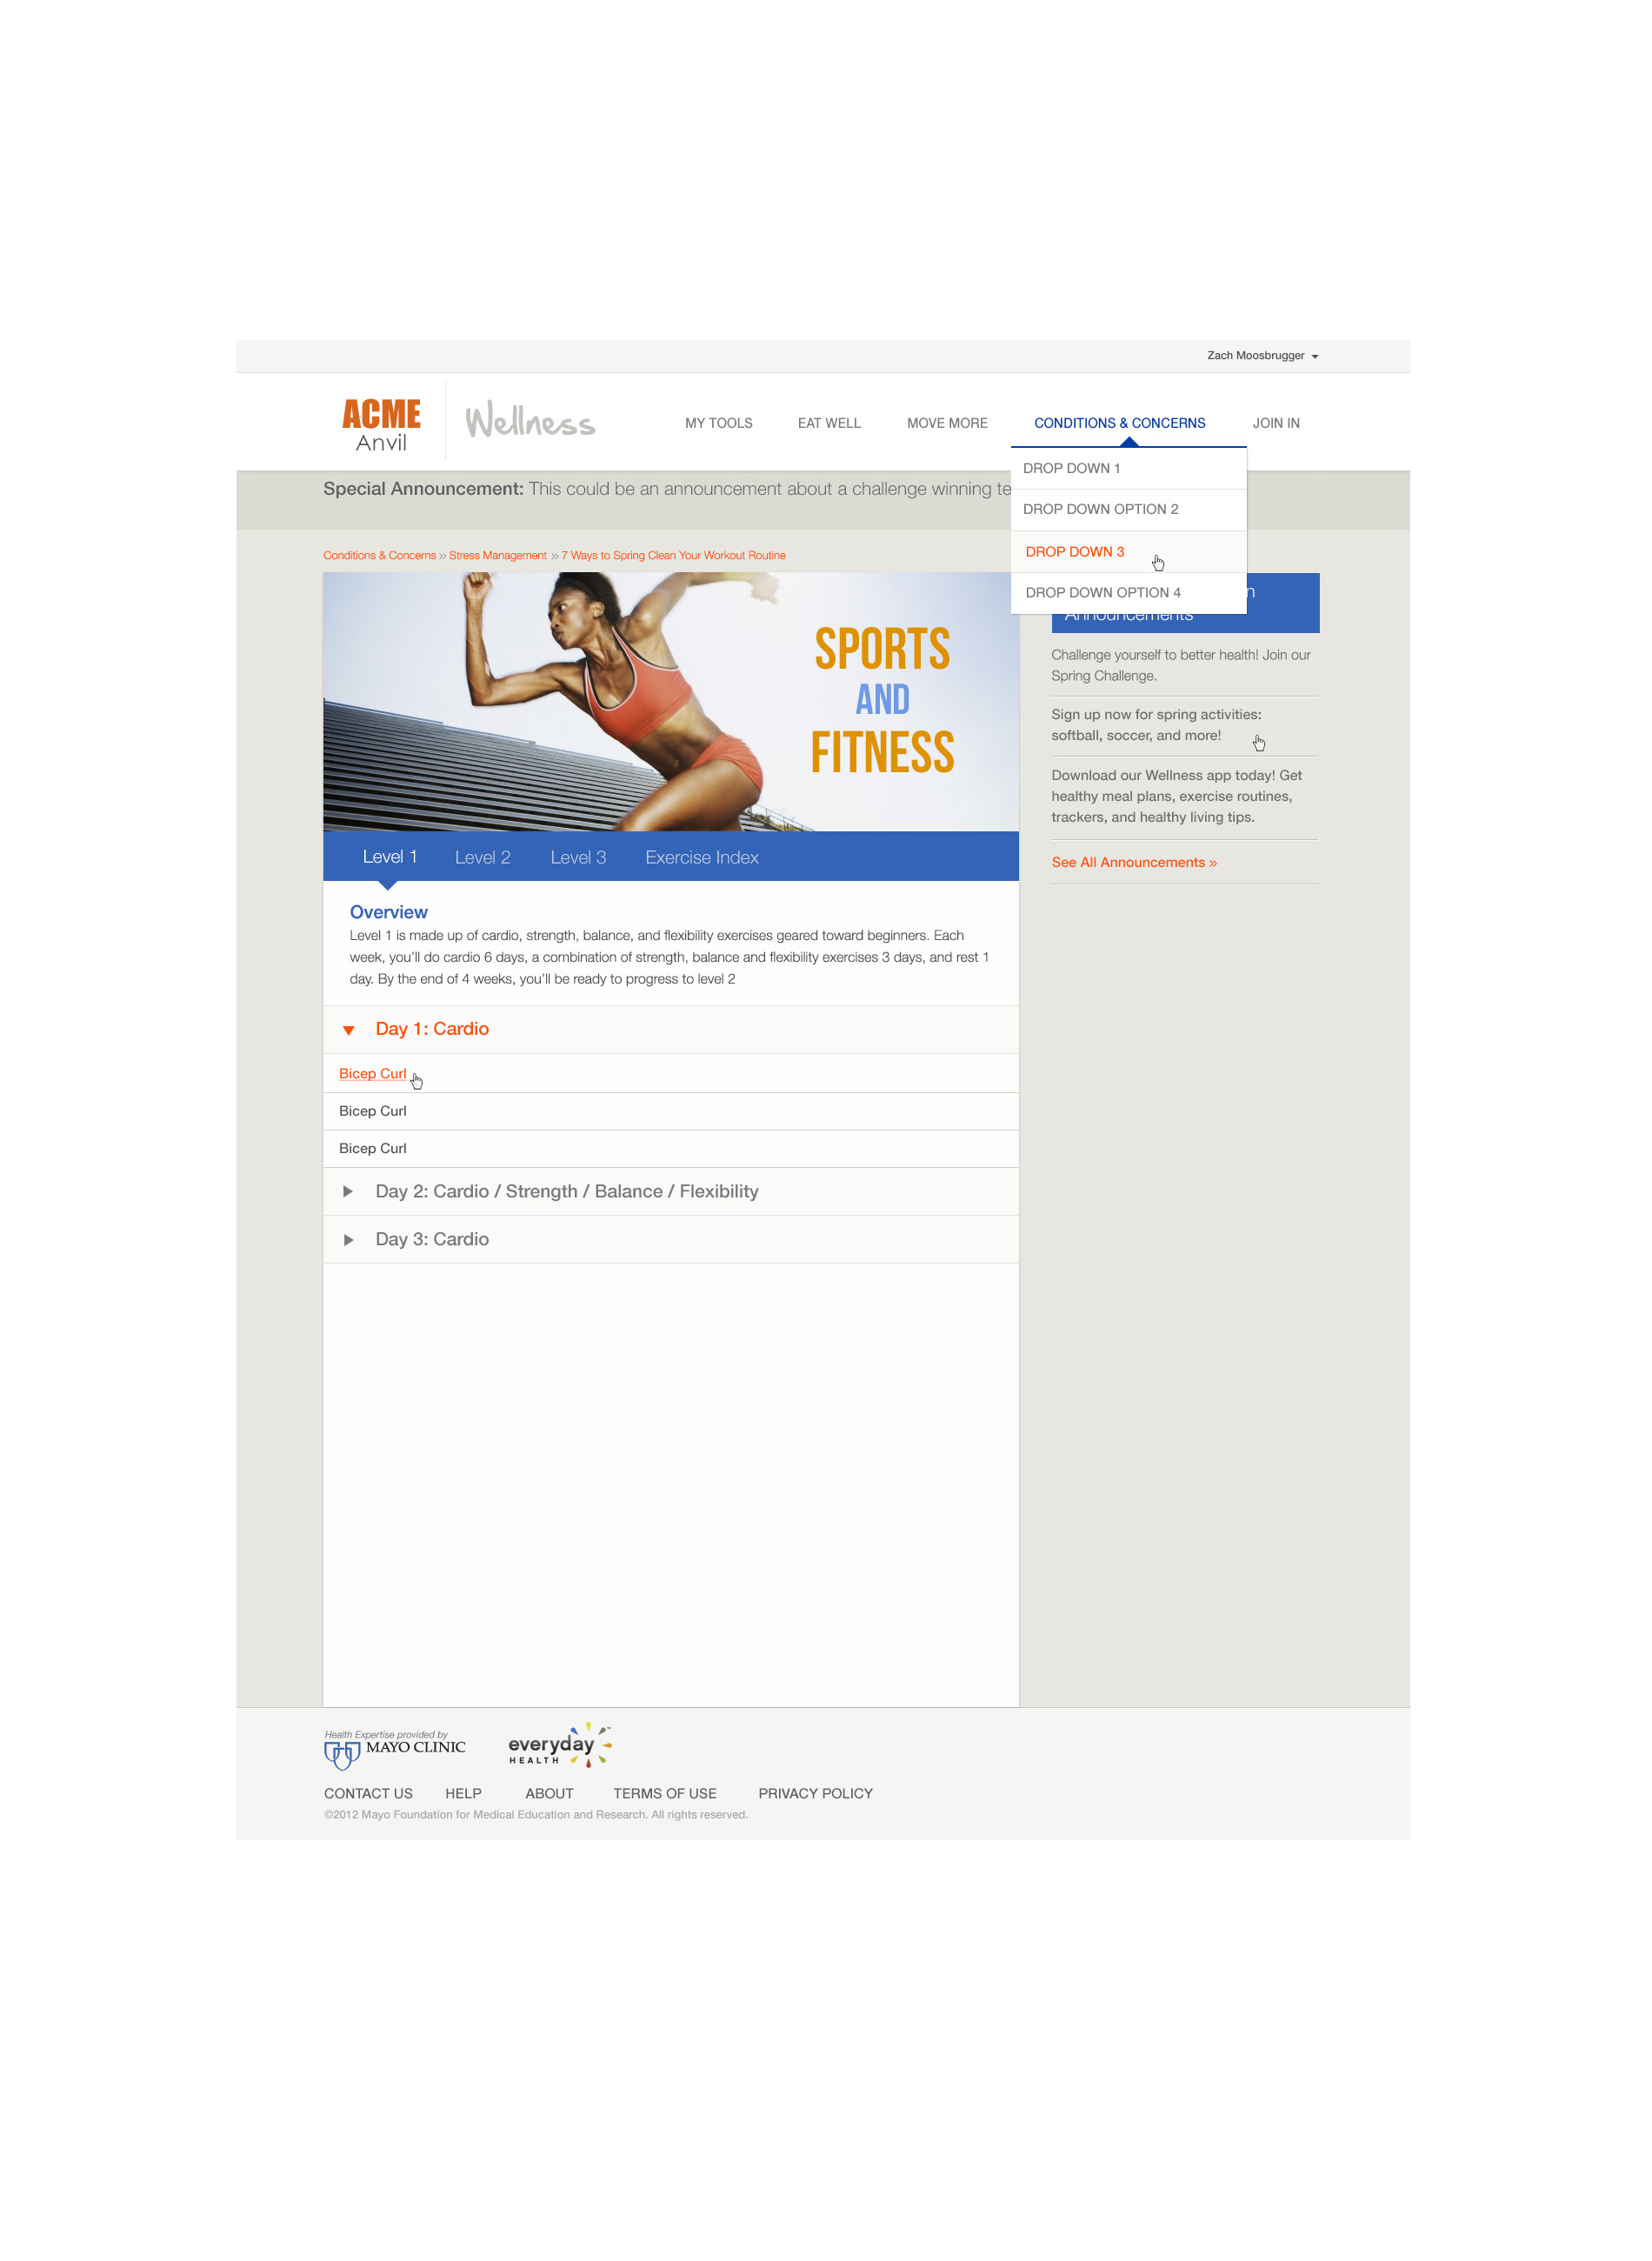 Zach Moosbrugger
ACME
Anvil
Wellness
MY TOOLS
EAT WELL
MOVE MORE
CONDITIONS & CONCERNS
JOIN IN
DROP DOWN 1
DROP DOWN OPTION 2
DROP DOWN 3
DROP DOWN OPTION 4
Special Announcement: This could be an announcement about a challenge winning te
Conditions & Concerns » Stress Management » 7 Ways to Spring Clean Your Workout Routine
SPORTS
AND
FITNESS
Level 1
Level 2
Level 3
Exercise Index
Overview
Level 1 is made up of cardio, strength, balance, and flexibility exercises geared toward beginners. Each
week, you'll do cardio 6 days, a combination of strength, balance and flexibility exercises 3 days, and rest 1
day. By the end of 4 weeks, you'll be ready to progress to level 2
Day 1: Cardio
Bicep Curl
Bicep Curl
Bicep Curl
Day 2: Cardio / Strength / Balance / Flexibility
Day 3: Cardio
Announcements
Challenge yourself to better health! Join our
Spring Challenge.
Sign up now for spring activities:
softball, soccer, and more!
Download our Wellness app today! Get
healthy meal plans, exercise routines,
trackers, and healthy living tips.
See All Announcements »
Health Expertise provided by
MAYO CLINIC
everyday
HEALTH
CONTACT US
HELP
ABOUT
TERMS OF USE
PRIVACY POLICY
©2012 Mayo Foundation for Medical Education and Research. All rights reserved.